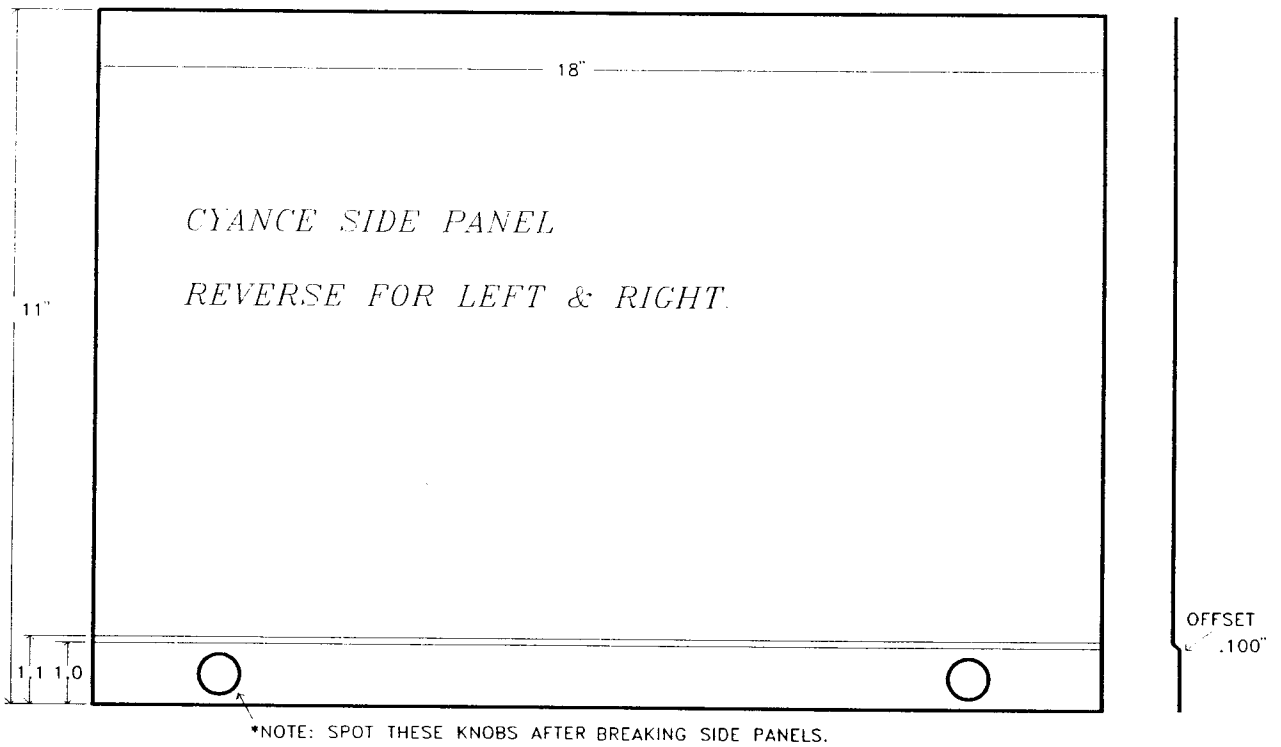 18"
CYANCE SIDE PANEL
REVERSE FOR LEFT & RIGHT.
11"
OFFSET
.100"
1.1 1.0
*NOTE: SPOT THESE KNOBS AFTER BREAKING SIDE PANELS.